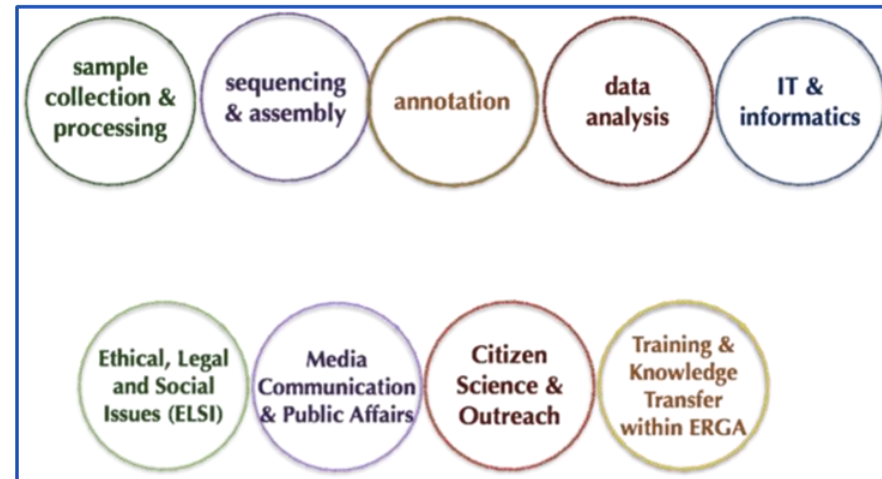 sample
collection &
processing
sequencing
& assembly
annotation
data
analysis
IT &
informatics
Ethical, Legal
and Social
Issues (ELSI)
Media
Communication
& Public Affairs
Citizen
Science &
Outreach
Training &
Knowledge
Transfer
within ERGA